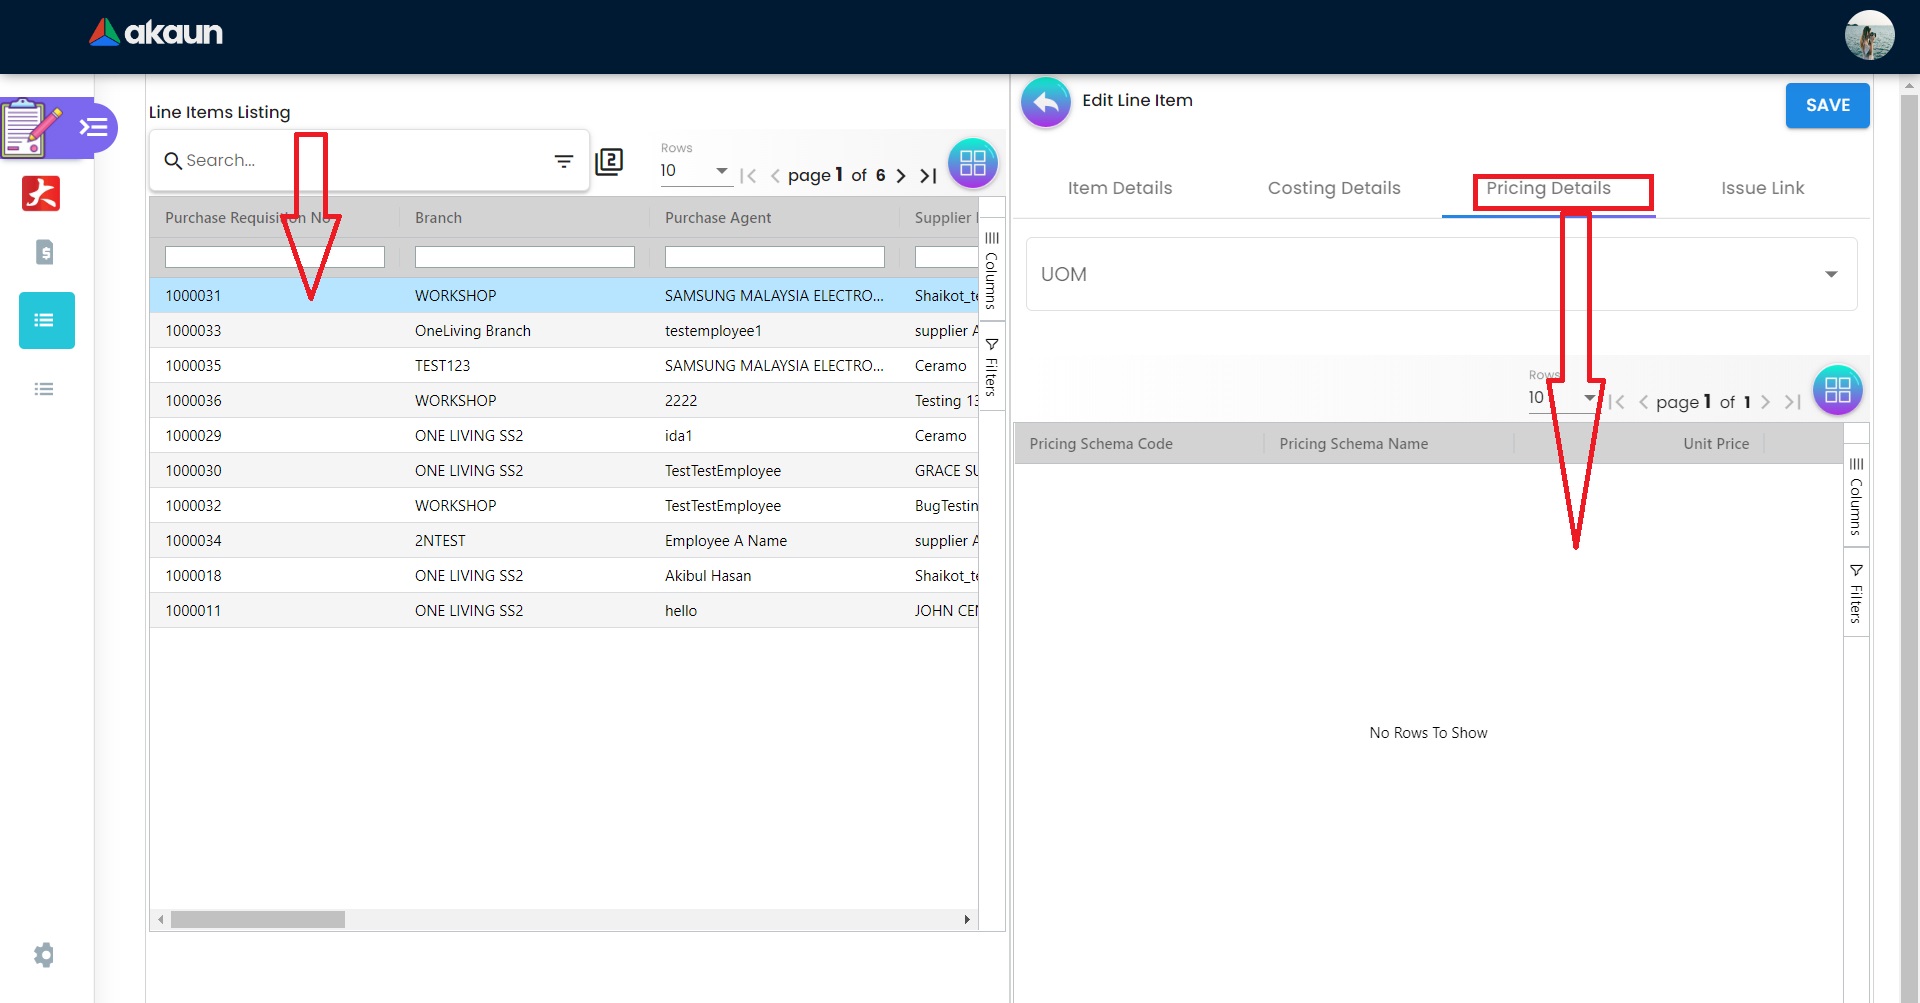 akaun
Line Items Listing
Search...
2
Rows
10
page 1 of 6
Purchase Requisition No
Branch
Purchase Agent
Supplier
1000031 WORKSHOP SAMSUNG MALAYSIA ELECTRO... Shaikot_te
1000033 OneLiving Branch testemployee1 supplier A
1000035 TEST123 SAMSUNG MALAYSIA ELECTRO... Ceramo
1000036 WORKSHOP 2222 Testing 13
1000029 ONE LIVING SS2 ida1 Ceramo
1000030 ONE LIVING SS2 TestTestEmployee GRACE SU
1000032 WORKSHOP TestTestEmployee BugTestin
1000034 2NTEST Employee A Name supplier A
1000018 ONE LIVING SS2 Akibul Hasan Shaikot_te
1000011 ONE LIVING SS2 hello JOHN CEN
Columns
Filters
Edit Line Item
SAVE
Item Details
Costing Details
Pricing Details
Issue Link
UOM
Rows
10
page 1 of 1
Pricing Schema Code
Pricing Schema Name
Unit Price
Columns
Filters
No Rows To Show